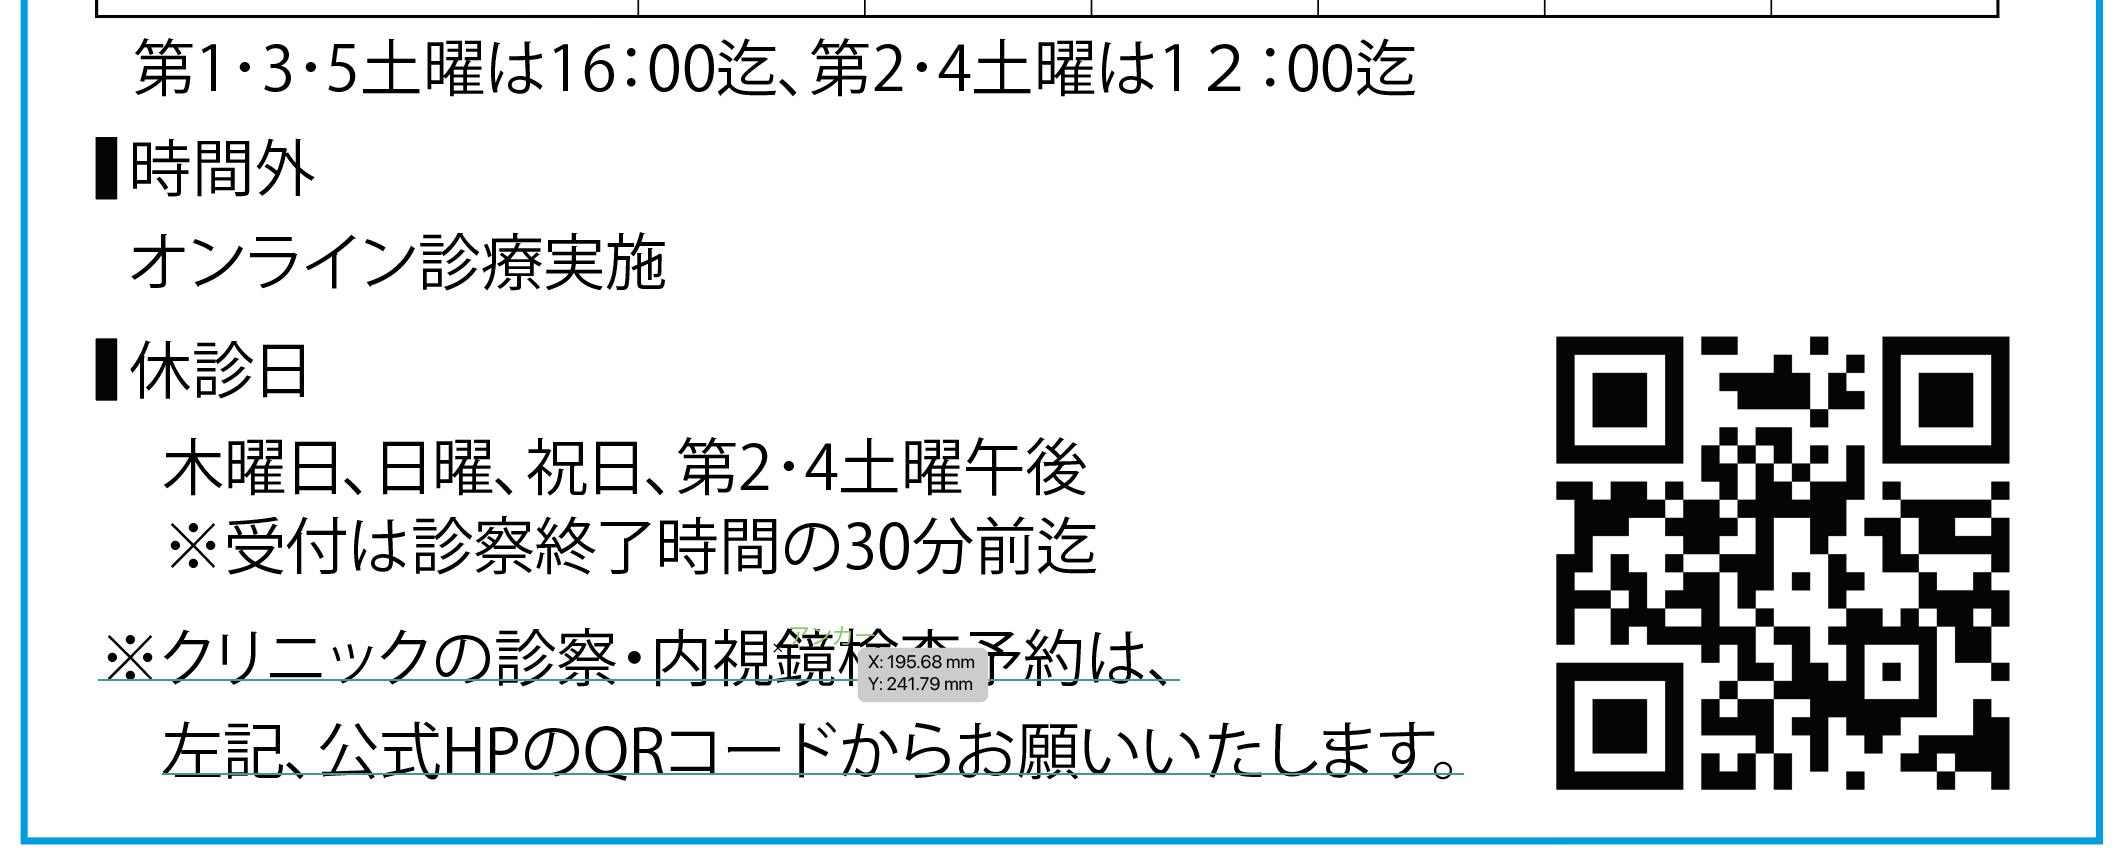 第1･3･5土曜は16：00迄、第2･4土曜は1２：00迄
時間外
オンライン診療実施
休診日
木曜日、日曜、祝日、第2･4土曜午後
※受付は診察終了時間の30分前迄
アンカー
※クリニックの診察・内視鏡検査予約は、
X: 195.68 mm
Y: 241.79 mm
左記、公式HPのQRコードからお願いいたします。